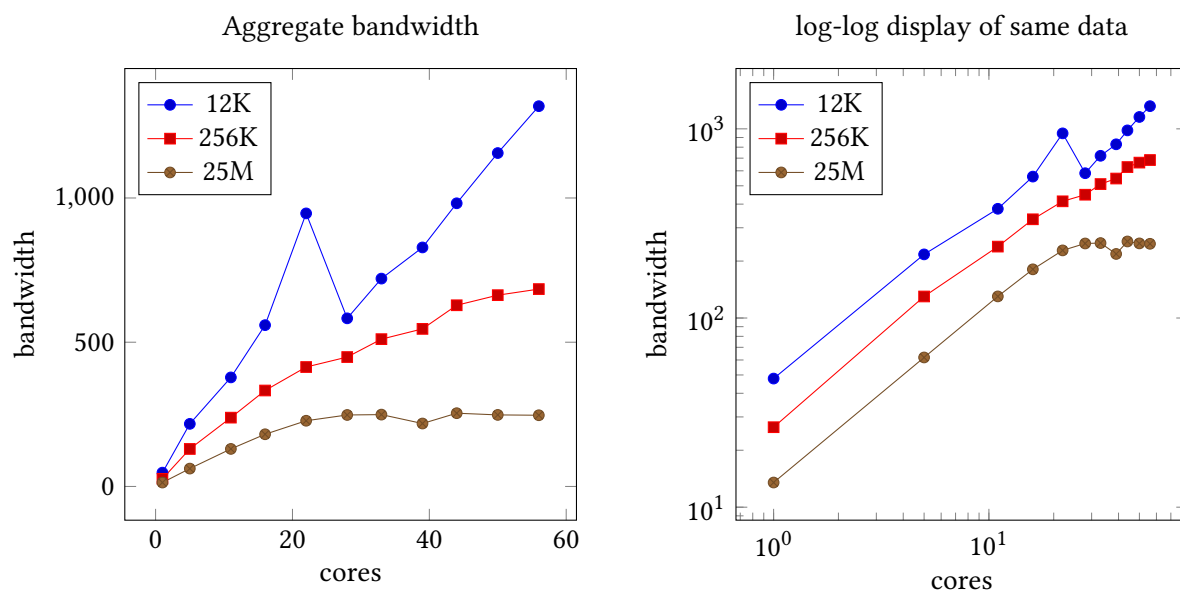 Aggregate bandwidth
12K
256K
25M
1,000
500
0
bandwidth
0 20 40 60
cores
log-log display of same data
12K
256K
25M
10³
10²
10¹
bandwidth
10⁰ 10¹
cores